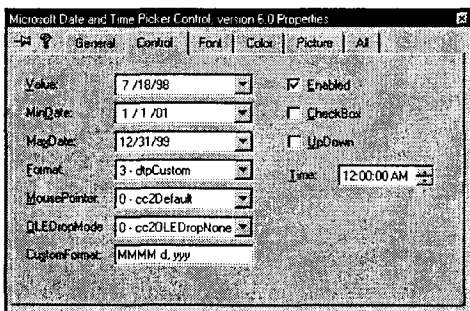 Microsoft Date and Time Picker Control, version 6.0 Properties
General Control Font Color Picture All
Value: 7 /18/98
MinDate: 1 / 1 /01
MaxDate: 12/31/99
Format: 3 - dtpCustom
MousePointer: 0 - cc2Default
OLEDropMode 0 - cc2OLEDropNone
CustomFormat: MMMM d, yyy
Enabled
CheckBox
UpDown
Time: 12:00:00 AM